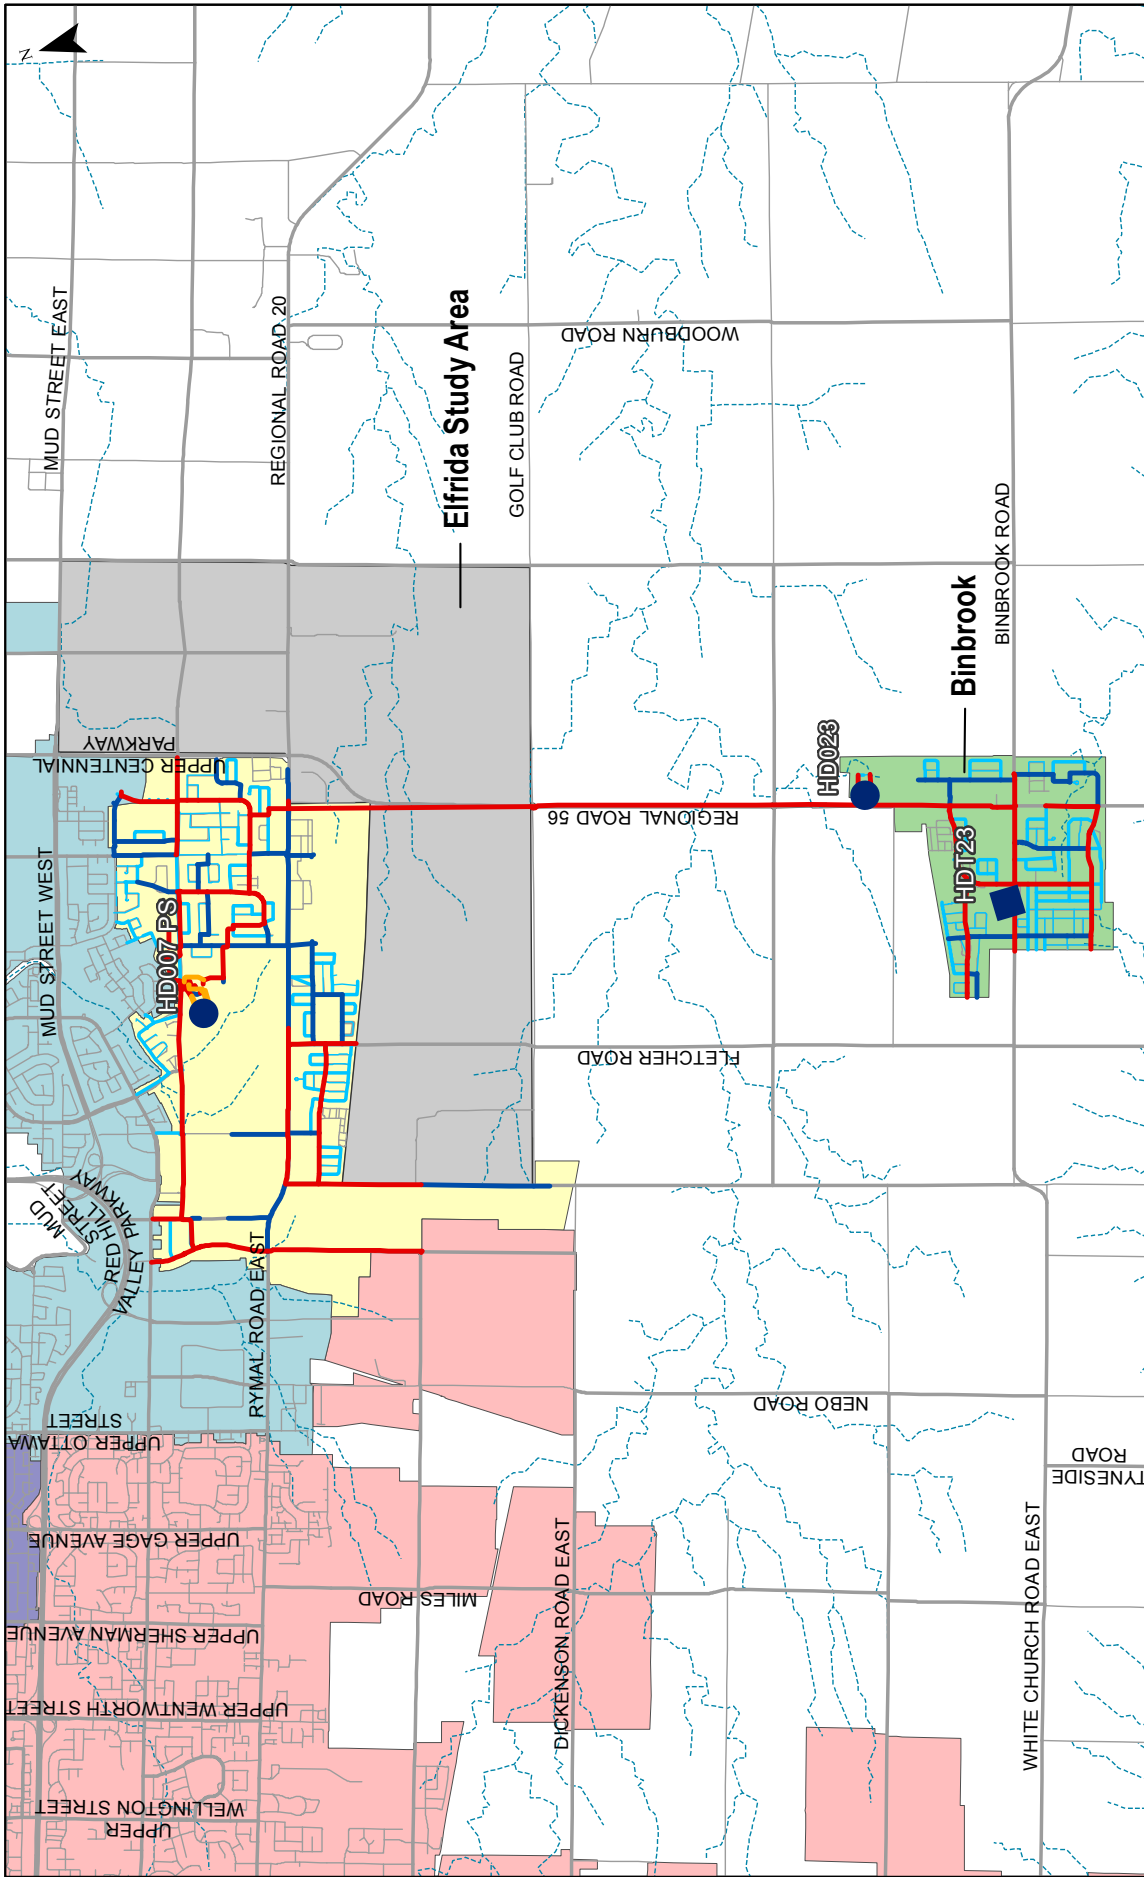 N
MUD STREET EAST
REGIONAL ROAD 20
WOODBURN ROAD
Elfrida Study Area
GOLF CLUB ROAD
BINBROOK ROAD
Binbrook
UPPER CENTENNIAL
PARKWAY
MUD STREET WEST
HD007-PS
REGIONAL ROAD 56
HD023
HDT23
FLETCHER ROAD
MUD
STREET
RED HILL
VALLEY PARKWAY
RYMAL ROAD EAST
UPPER OTTAWA
STREET
NEBO ROAD
TYNESIDE
ROAD
UPPER GAGE AVENUE
MILES ROAD
DICKENSON ROAD EAST
WHITE CHURCH ROAD EAST
UPPER SHERMAN AVENUE
UPPER WENTWORTH STREET
UPPER
WELLINGTON STREET